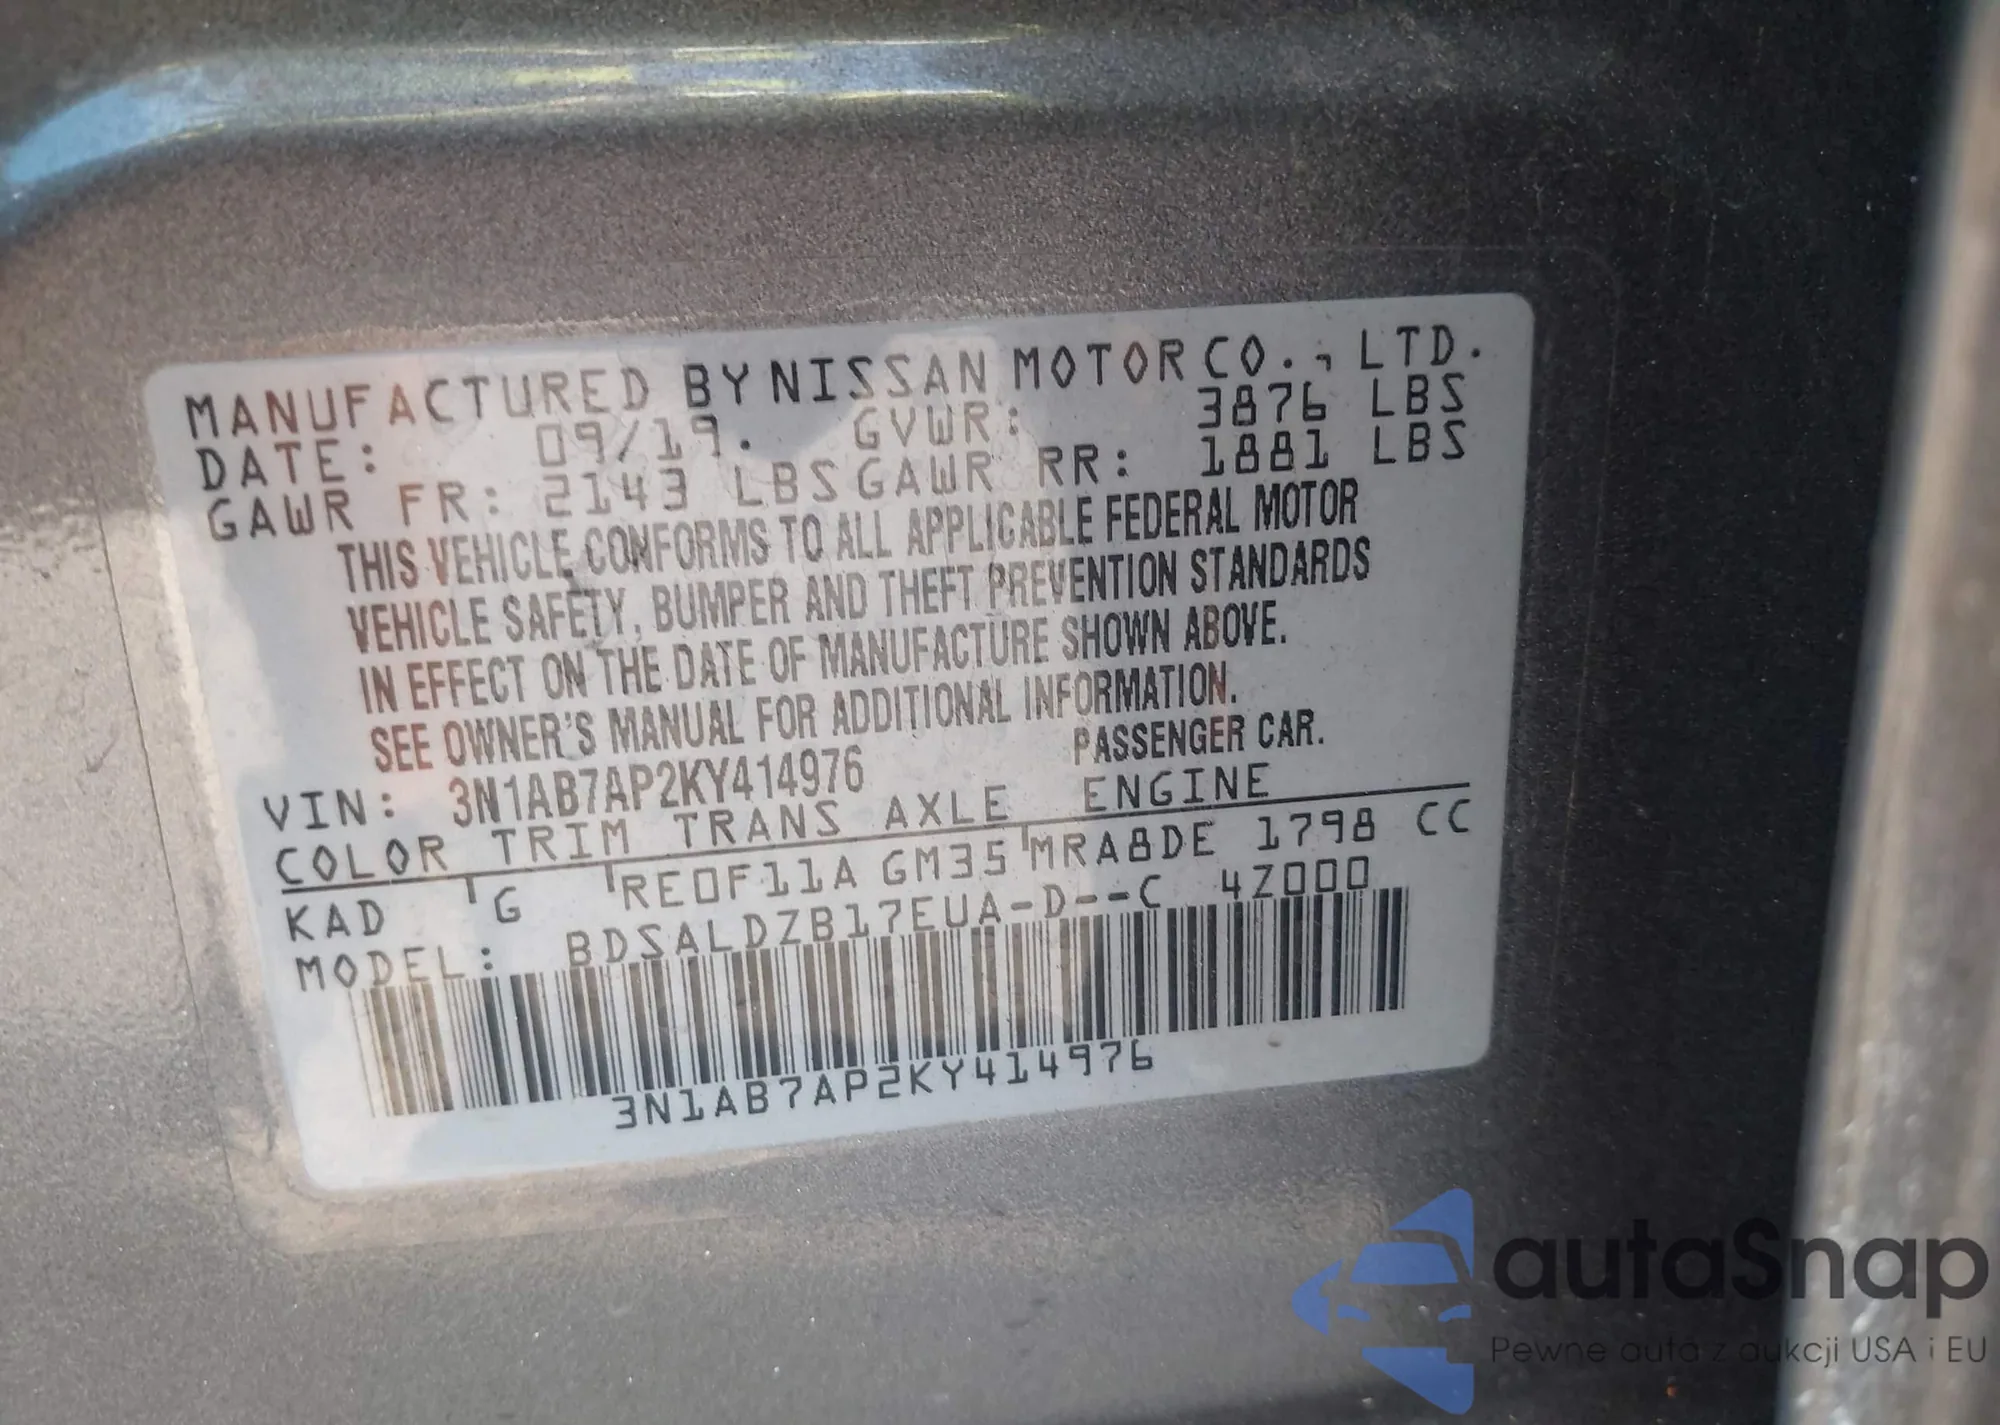 MANUFACTURED BY NISSAN MOTOR CO., LTD.
DATE: 09/19. GVWR: 3876 LBS
GAWR FR: 2143 LBS GAWR RR: 1881 LBS
THIS VEHICLE CONFORMS TO ALL APPLICABLE FEDERAL MOTOR
VEHICLE SAFETY, BUMPER AND THEFT PREVENTION STANDARDS
IN EFFECT ON THE DATE OF MANUFACTURE SHOWN ABOVE.
SEE OWNER'S MANUAL FOR ADDITIONAL INFORMATION.
VIN: 3N1AB7AP2KY414976 PASSENGER CAR.
COLOR TRIM TRANS AXLE ENGINE
KAD G RE0F11A GM35 MRA8DE 1798 CC
MODEL: BDSALDZB17EUA-D--C 4Z000
3N1AB7AP2KY414976
autaSnap
Pewne auta z aukcji USA i EU